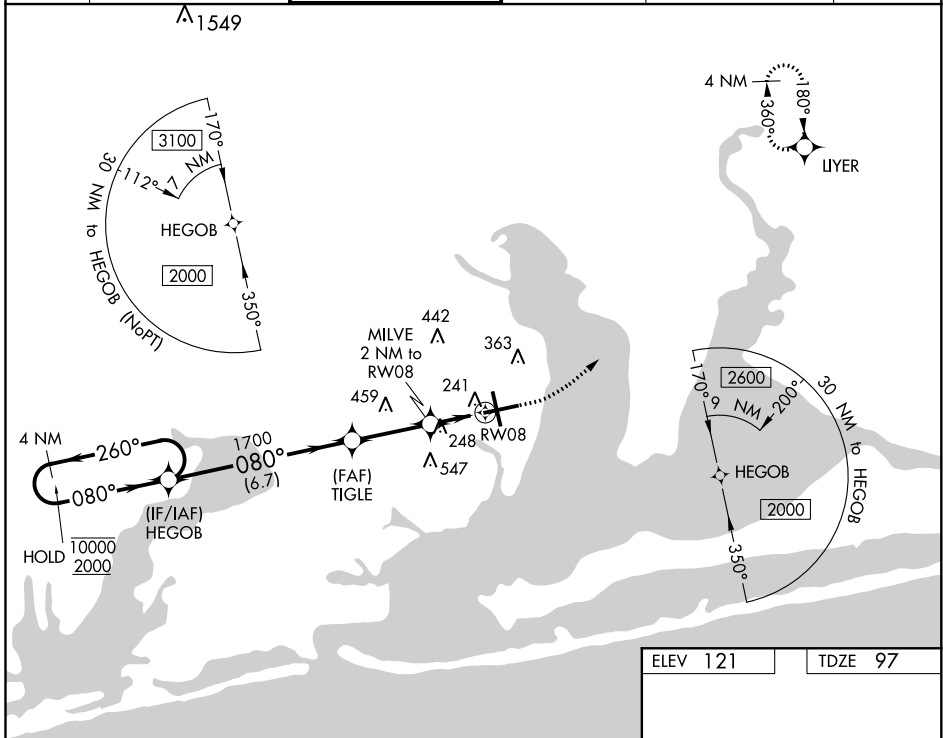 1549
4 NM
360°
180°
LIYER
170°
3100
7 NM
112°
30 NM to HEGOB (NoPT)
HEGOB
2000
350°
442
MILVE
2 NM to
RW08
363
459
241
248
RW08
547
4 NM
260°
080°
1700
080°
(6.7)
(FAF)
TIGLE
(IF/IAF)
HEGOB
HOLD
10000
2000
170°
2600
9 NM
200°
30 NM to HEGOB
HEGOB
2000
350°
ELEV 121
TDZE 97